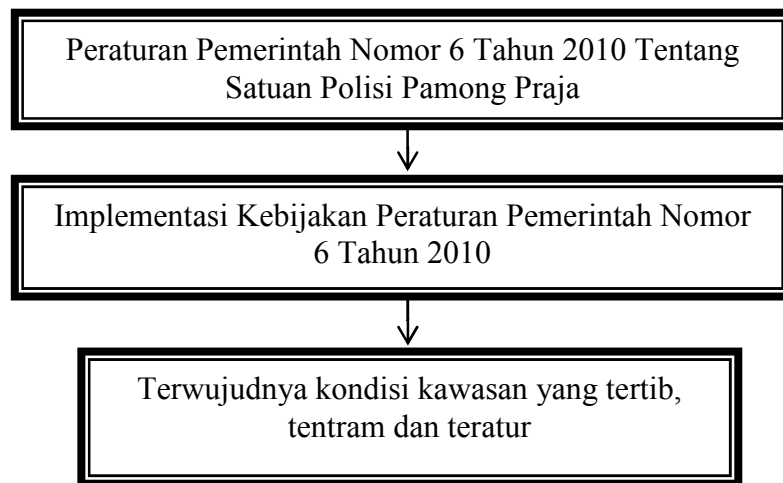 Peraturan Pemerintah Nomor 6 Tahun 2010 Tentang
Satuan Polisi Pamong Praja
Implementasi Kebijakan Peraturan Pemerintah Nomor
6 Tahun 2010
Terwujudnya kondisi kawasan yang tertib,
tentram dan teratur